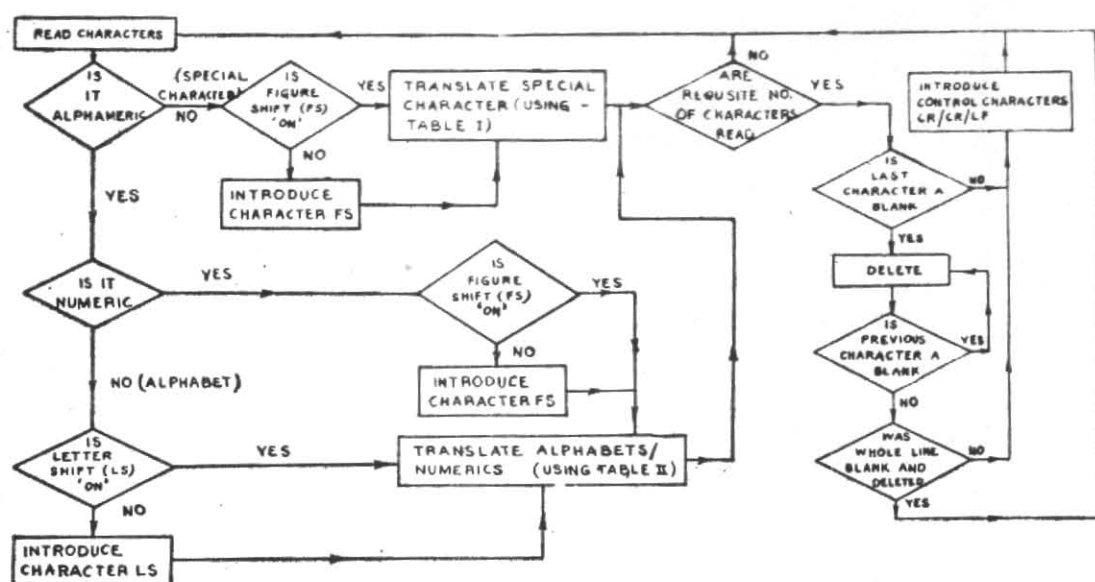 READ CHARACTERS
IS
IT
ALPHAMERIC
(SPECIAL
CHARACTER)
NO
IS
FIGURE
SHIFT (FS)
'ON'
YES
NO
INTRODUCE
CHARACTER FS
TRANSLATE SPECIAL
CHARACTER (USING -
TABLE I)
ARE
REQUSITE NO.
OF CHARACTERS
READ
NO
YES
INTRODUCE
CONTROL CHARACTERS
CR/CR/LF
IS
LAST
CHARACTER A
BLANK
NO
YES
DELETE
IS
PREVIOUS
CHARACTER A
BLANK
YES
NO
WAS
WHOLE LINE
BLANK AND
DELETED
NO
YES
YES
IS IT
NUMERIC
YES
IS
FIGURE
SHIFT (FS)
'ON'
YES
NO
INTRODUCE
CHARACTER FS
NO (ALPHABET)
IS
LETTER
SHIFT (LS)
'ON'
YES
NO
INTRODUCE
CHARACTER LS
TRANSLATE ALPHABETS/
NUMERICS (USING TABLE II)